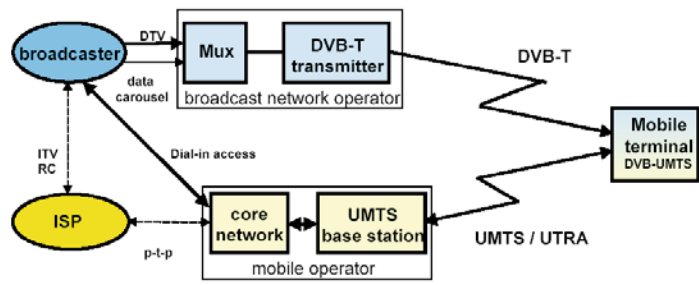 broadcaster
DTV
data
carousel
Mux
DVB-T
transmitter
broadcast network operator
DVB-T
Mobile
terminal
DVB-UMTS
ITV
RC
Dial-in access
ISP
p-t-p
core
network
UMTS
base station
mobile operator
UMTS / UTRA